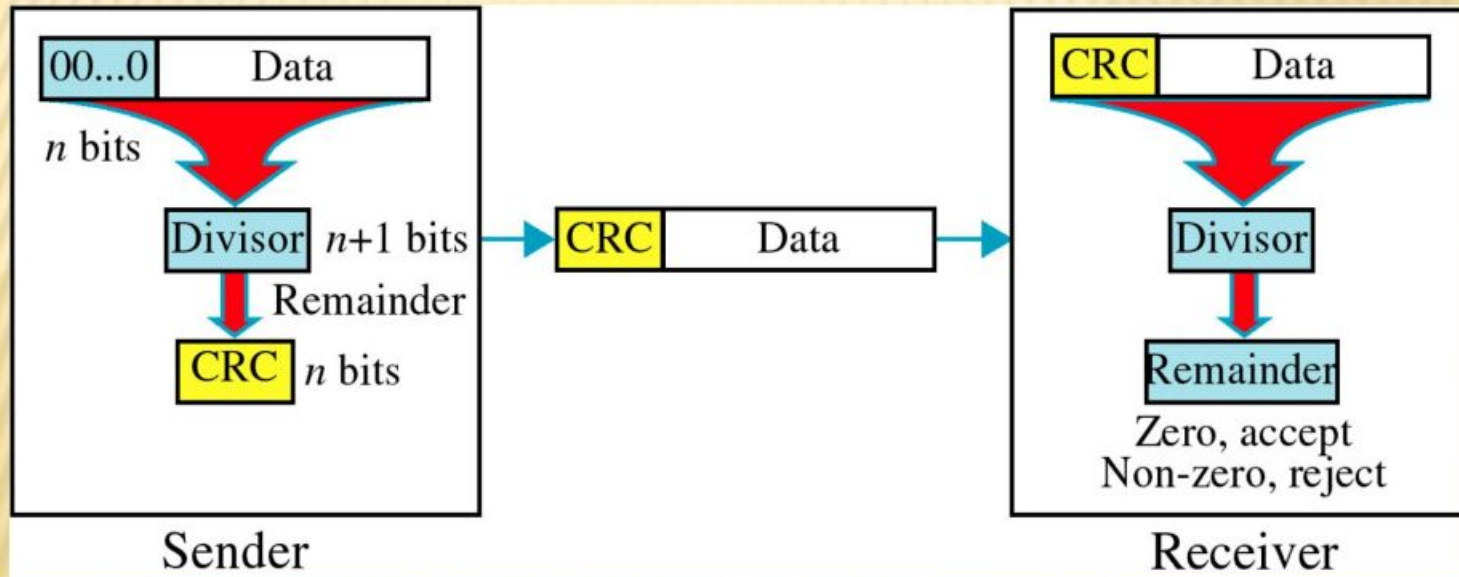 00...0 Data
n bits
Divisor n+1 bits
Remainder
CRC n bits
Sender
CRC Data
CRC Data
Divisor
Remainder
Zero, accept
Non-zero, reject
Receiver